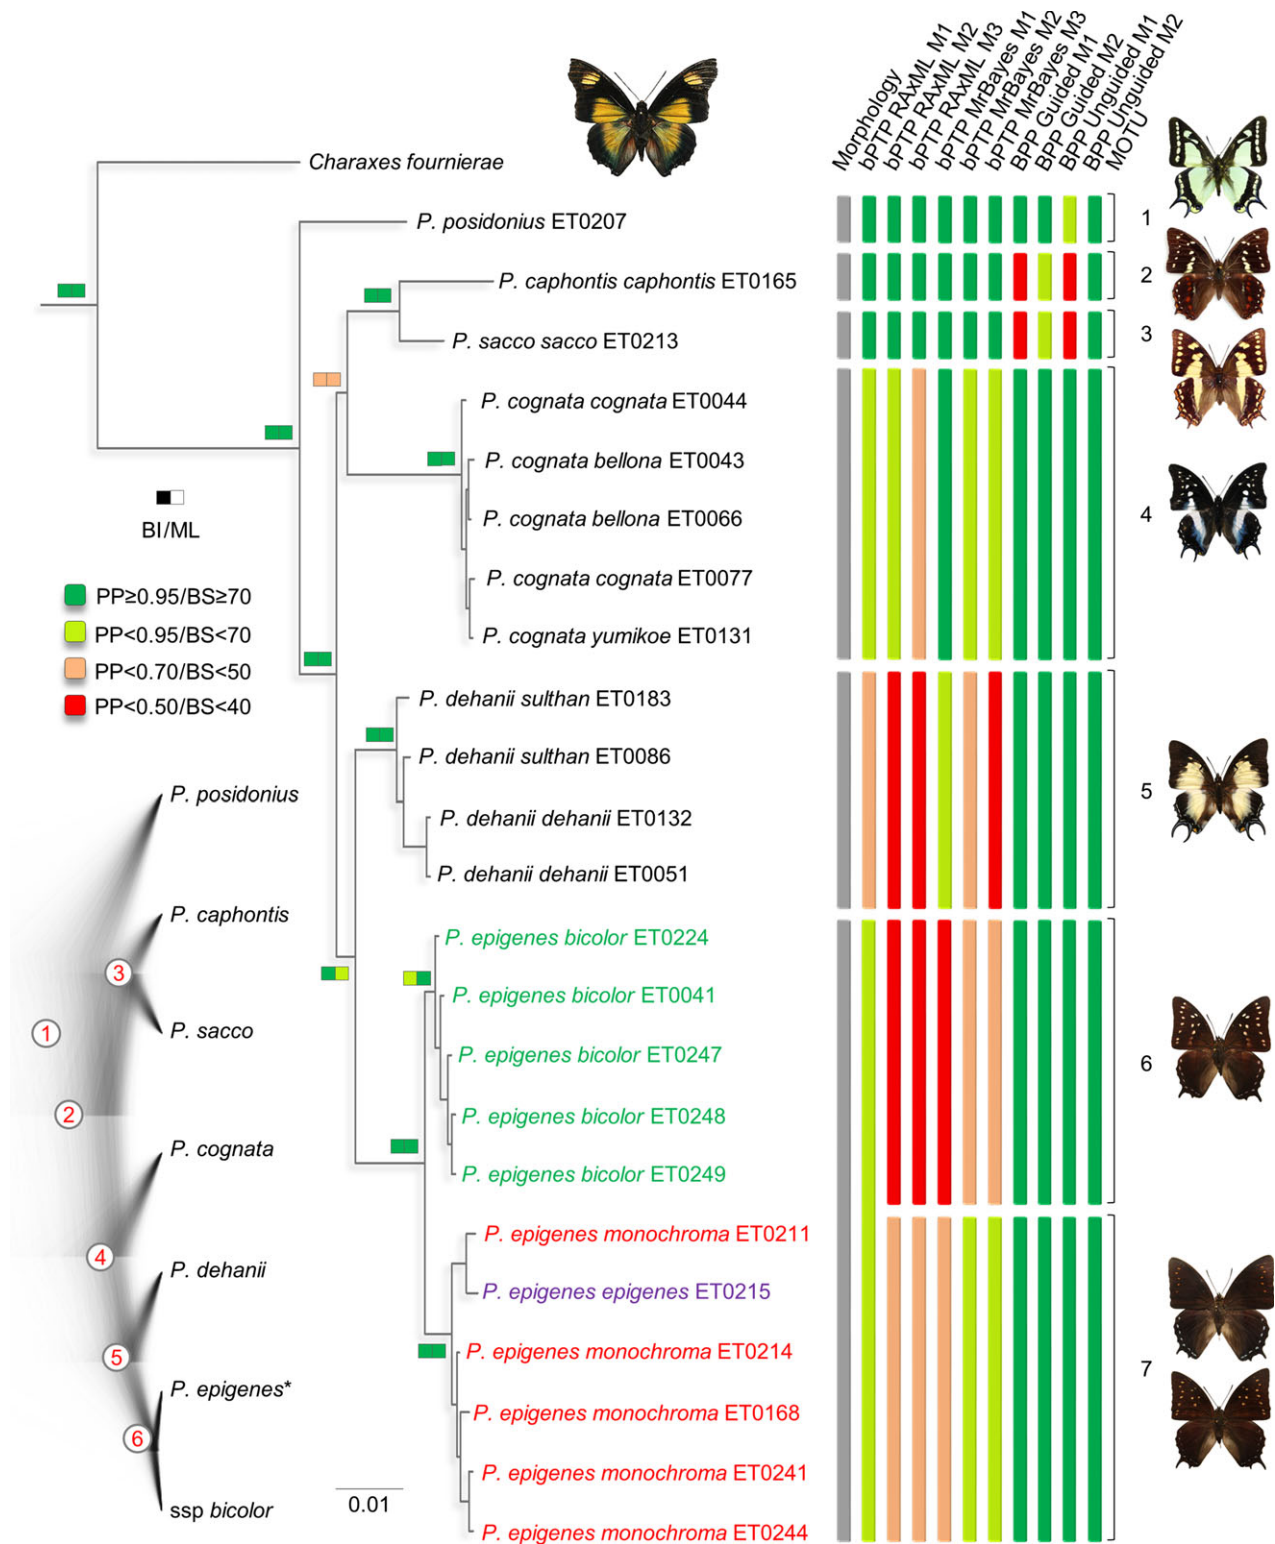 Morphology
bPTP RAxML M1
bPTP RAxML M2
bPTP RAxML M3
bPTP MrBayes M1
bPTP MrBayes M2
bPTP MrBayes M3
BPP Guided M1
BPP Guided M2
BPP Unguided M1
BPP Unguided M2
MOTU
Charaxes fournierae
P. posidonius ET0207
1
P. caphontis caphontis ET0165
2
P. sacco sacco ET0213
3
P. cognata cognata ET0044
P. cognata bellona ET0043
P. cognata bellona ET0066
4
P. cognata cognata ET0077
P. cognata yumikoe ET0131
BI/ML
PP≥0.95/BS≥70
PP<0.95/BS<70
PP<0.70/BS<50
PP<0.50/BS<40
P. dehanii sulthan ET0183
P. dehanii sulthan ET0086
5
P. dehanii dehanii ET0132
P. dehanii dehanii ET0051
P. epigenes bicolor ET0224
P. epigenes bicolor ET0041
P. epigenes bicolor ET0247
6
P. epigenes bicolor ET0248
P. epigenes bicolor ET0249
P. epigenes monochroma ET0211
P. epigenes epigenes ET0215
P. epigenes monochroma ET0214
7
P. epigenes monochroma ET0168
P. epigenes monochroma ET0241
P. epigenes monochroma ET0244
0.01
P. posidonius
P. caphontis
3
P. sacco
1
2
P. cognata
4
P. dehanii
5
P. epigenes*
6
ssp bicolor